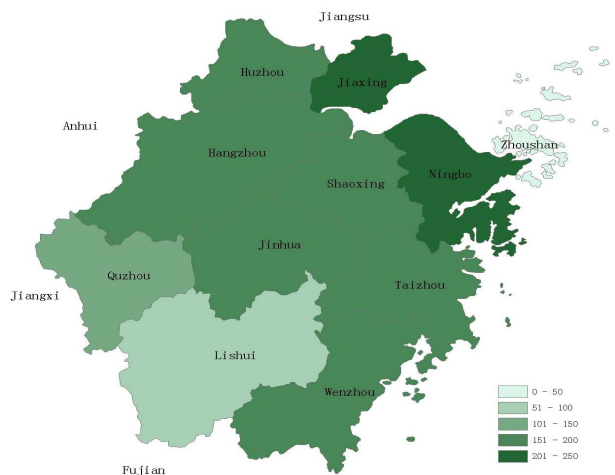 Jiangsu
Huzhou
Jiaxing
Anhui
Zhoushan
Hangzhou
Shaoxing
Ningbo
Jinhua
Quzhou
Taizhou
Jiangxi
Lishui
Wenzhou
Fujian
0 - 50
51 - 100
101 - 150
151 - 200
201 - 250